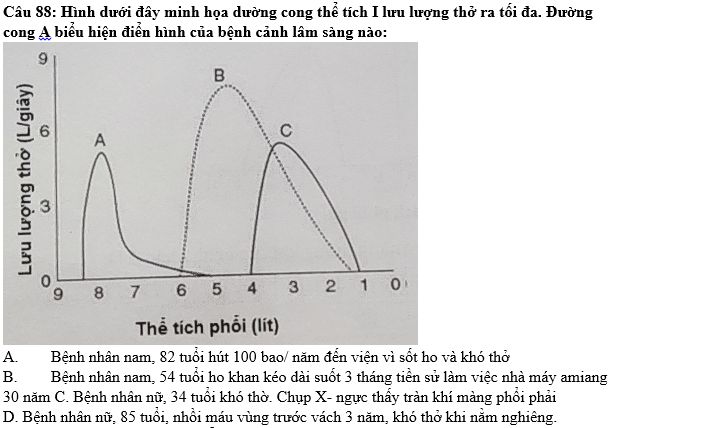 Câu 88: Hình dưới đây minh họa dường cong thể tích I lưu lượng thở ra tối đa. Đường
cong A biểu hiện điển hình của bệnh cảnh lâm sàng nào:
Lưu lượng thở (L/giây)
9
6
3
0
A
B
C
9 8 7 6 5 4 3 2 1 0
Thể tích phổi (lít)
A. Bệnh nhân nam, 82 tuổi hút 100 bao/ năm đến viện vì sốt ho và khó thở
B. Bệnh nhân nam, 54 tuổi ho khan kéo dài suốt 3 tháng tiền sử làm việc nhà máy amiang
30 năm C. Bệnh nhân nữ, 34 tuổi khó thở. Chụp X- ngực thấy tràn khí màng phổi phải
D. Bệnh nhân nữ, 85 tuổi, nhồi máu vùng trước vách 3 năm, khó thở khi nằm nghiêng.